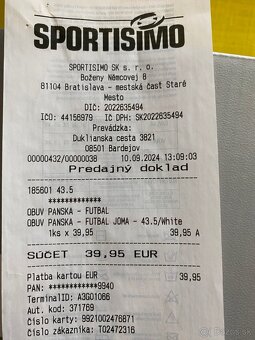 SPORTISIMO
SPORTISIMO SK s. r. o.
Boženy Němcovej 8
81104 Bratislava - mestská časť Staré
Mesto
DIČ: 2022635494
IČO: 44156979 IČ DPH: SK2022635494
Prevádzka:
Duklianska cesta 3821
08501 Bardejov
00000432/00000038 10.09.2024 13:09:03
Predajný doklad
185601 43.5
*************
OBUV PANSKA - FUTBAL
OBUV PANSKA - FUTBAL JOMA - 43.5/White
1ks x 39,95 39,95 A
SÚČET 39,95 EUR
Platba kartou EUR 39,95
PAN: ************9940
TerminalID: A3G01066
Aut. kod: 371769
číslo karty: 9921002476871
číslo zákazníka: T02472316